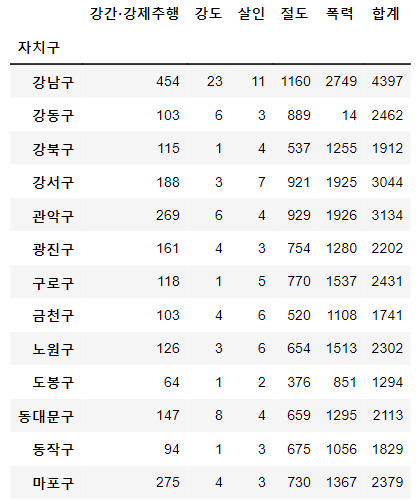 강간·강제추행 강도 살인 절도 폭력 합계
자치구
강남구 454 23 11 1160 2749 4397
강동구 103 6 3 889 14 2462
강북구 115 1 4 537 1255 1912
강서구 188 3 7 921 1925 3044
관악구 269 6 4 929 1926 3134
광진구 161 4 3 754 1280 2202
구로구 118 1 5 770 1537 2431
금천구 103 4 6 520 1108 1741
노원구 126 3 6 654 1513 2302
도봉구 64 1 2 376 851 1294
동대문구 147 8 4 659 1295 2113
동작구 94 1 3 675 1056 1829
마포구 275 4 3 730 1367 2379